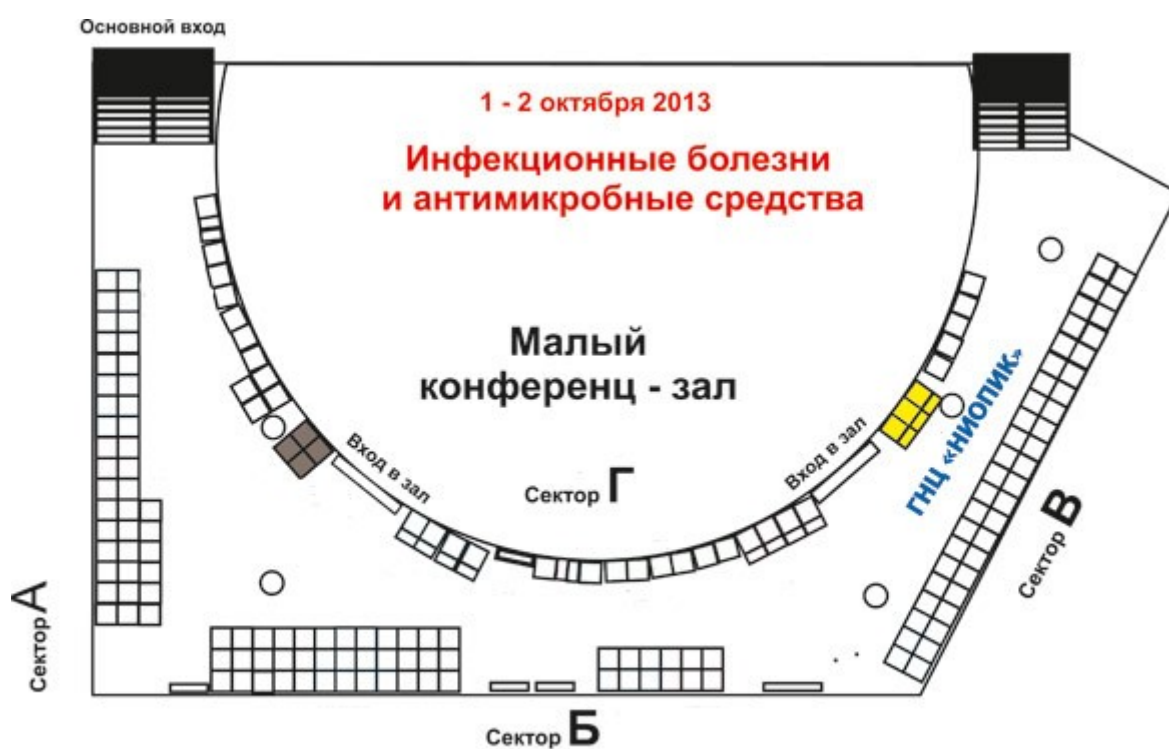 Основной вход
1 - 2 октября 2013
Инфекционные болезни
и антимикробные средства
Малый
конференц - зал
Вход в зал
Вход в зал
Сектор Г
ГНЦ «НИОПИК»
Сектор В
Сектор А
Сектор Б